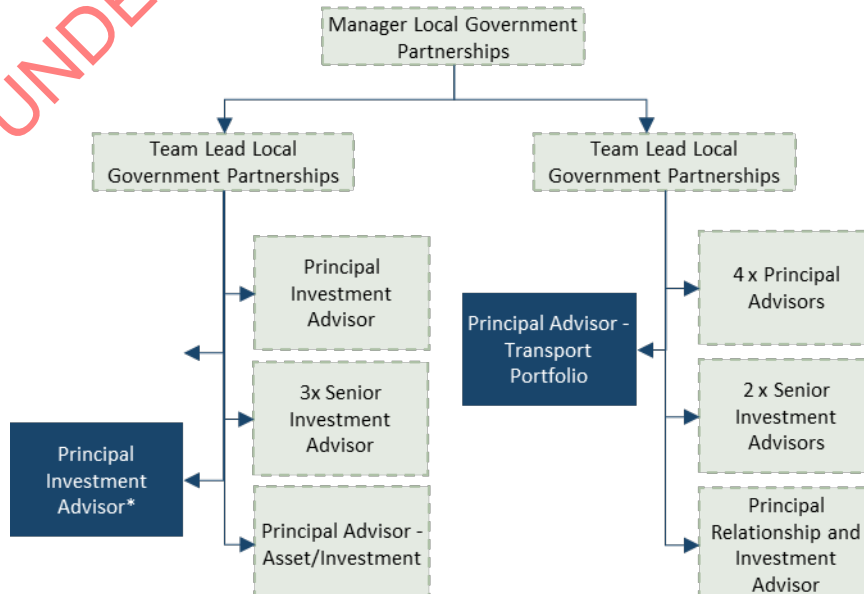 UNDE
Manager Local Government
Partnerships
Team Lead Local
Government Partnerships
Team Lead Local
Government Partnerships
Principal
Investment
Advisor
4 x Principal
Advisors
Principal Advisor -
Transport
Portfolio
3x Senior
Investment
Advisor
2 x Senior
Investment
Advisors
Principal
Investment
Advisor*
Principal Advisor -
Asset/Investment
Principal
Relationship and
Investment
Advisor